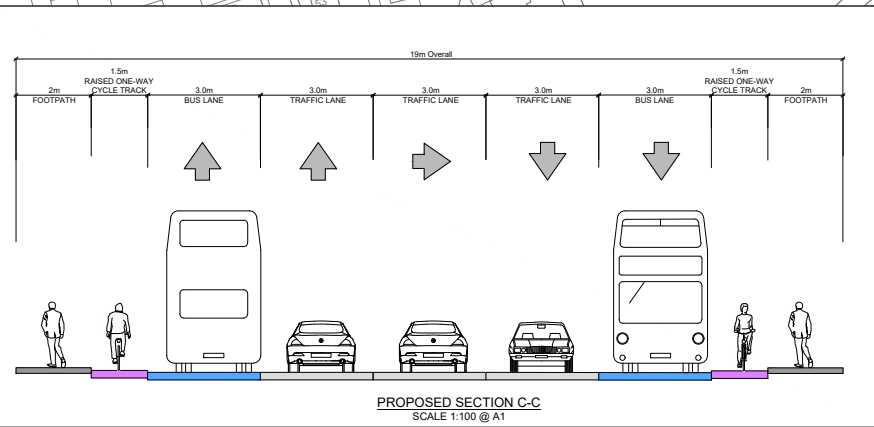 53
19m Overall
1.5m
RAISED ONE-WAY
CYCLE TRACK
1.5m
RAISED ONE-WAY
CYCLE TRACK
2m
FOOTPATH
3.0m
BUS LANE
3.0m
TRAFFIC LANE
3.0m
TRAFFIC LANE
3.0m
TRAFFIC LANE
3.0m
BUS LANE
2m
FOOTPATH
PROPOSED SECTION C-C
SCALE 1:100 @ A1